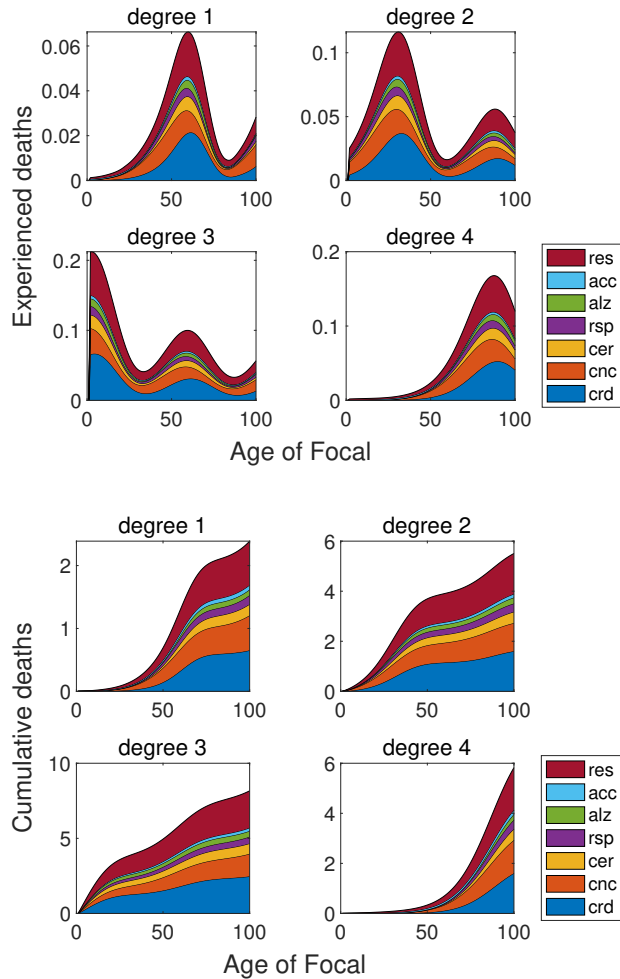 degree 1
degree 2
0.06
0.04
0.02
0
0 50 100
0.1
0.05
0
0 50 100
Experienced deaths
degree 3
degree 4
0.2
0.1
0
0 50 100
0.2
0.1
0
0 50 100
res
acc
alz
rsp
cer
cnc
crd
Age of Focal
degree 1
degree 2
2
1
0
0 50 100
6
4
2
0
0 50 100
Cumulative deaths
degree 3
degree 4
10
5
0
0 50 100
6
4
2
0
0 50 100
res
acc
alz
rsp
cer
cnc
crd
Age of Focal